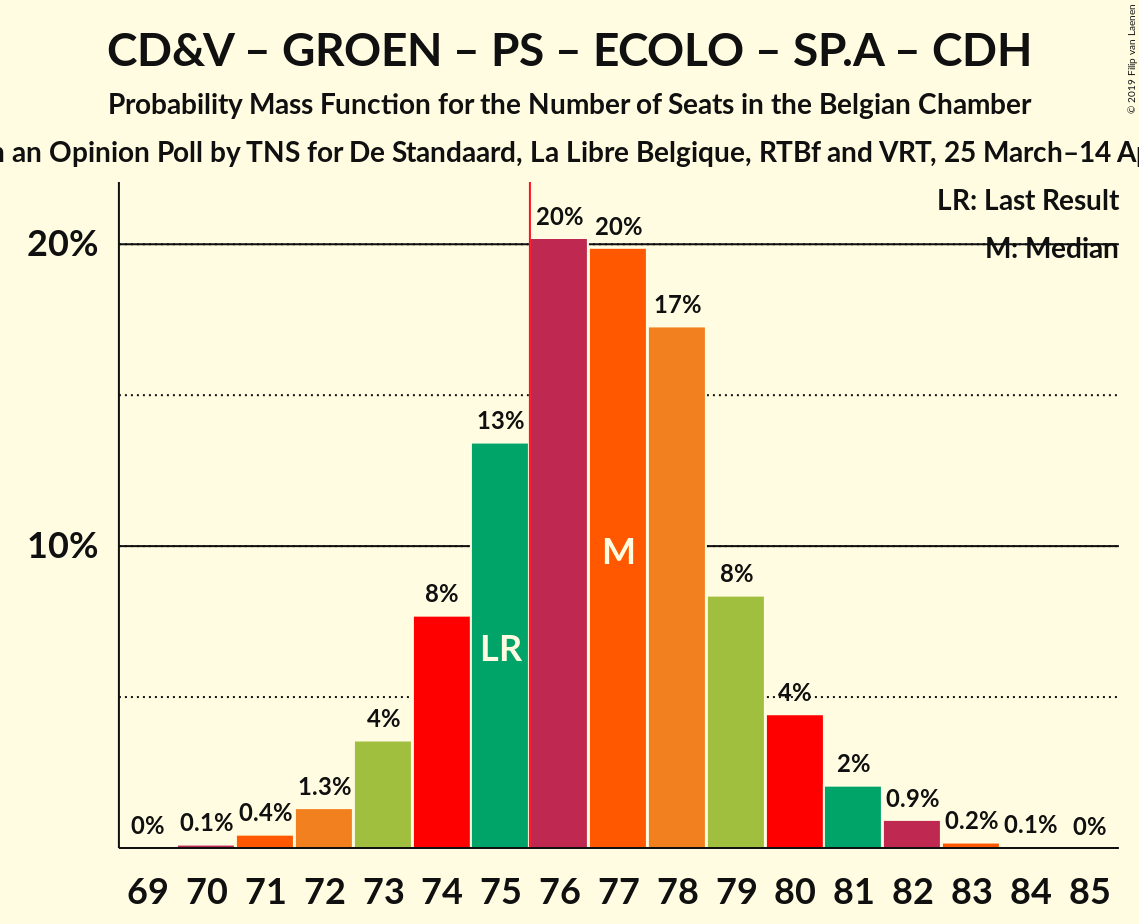 CD&V – GROEN – PS – ECOLO – SP.A – CDH
Probability Mass Function for the Number of Seats in the Belgian Chamber
an Opinion Poll by TNS for De Standaard, La Libre Belgique, RTBf and VRT, 25 March–14
© 2019 Filip van Laenen
LR: Last Result
M: Median
20%
10%
0%
0.1%
0.4%
1.3%
4%
8%
13%
20%
20%
17%
8%
4%
2%
0.9%
0.2%
0.1%
0%
LR
M
69 70 71 72 73 74 75 76 77 78 79 80 81 82 83 84 85